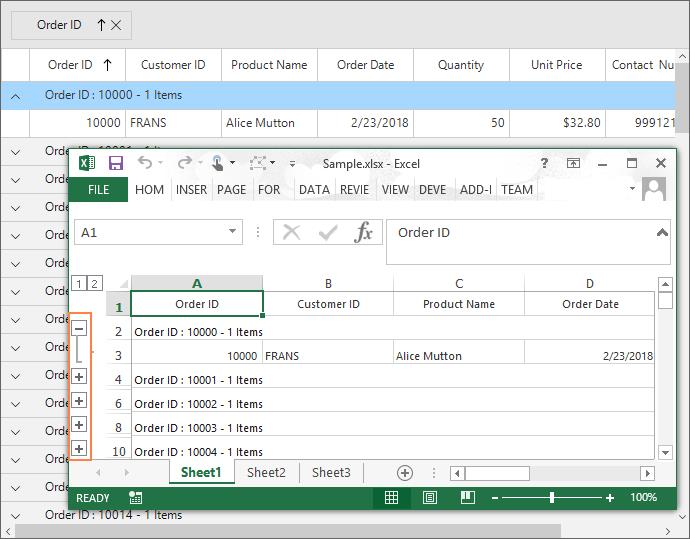 Order ID
Order ID Customer ID Product Name Order Date Quantity Unit Price Contact Nu
Order ID : 10000 - 1 Items
10000 FRANS Alice Mutton 2/23/2018 50 $32.80 999121
Sample.xlsx - Excel ?
FILE HOM INSER PAGE FOR DATA REVIE VIEW DEVE ADD-I TEAM
A1 fx Order ID
1 2 A B C D
1 Order ID Customer ID Product Name Order Date
2 Order ID : 10000 - 1 Items
3 10000 FRANS Alice Mutton 2/23/2018
4 Order ID : 10001 - 1 Items
6 Order ID : 10002 - 1 Items
8 Order ID : 10003 - 1 Items
10 Order ID : 10004 - 1 Items
Sheet1 Sheet2 Sheet3
READY 100%
Order ID : 10014 - 1 Items